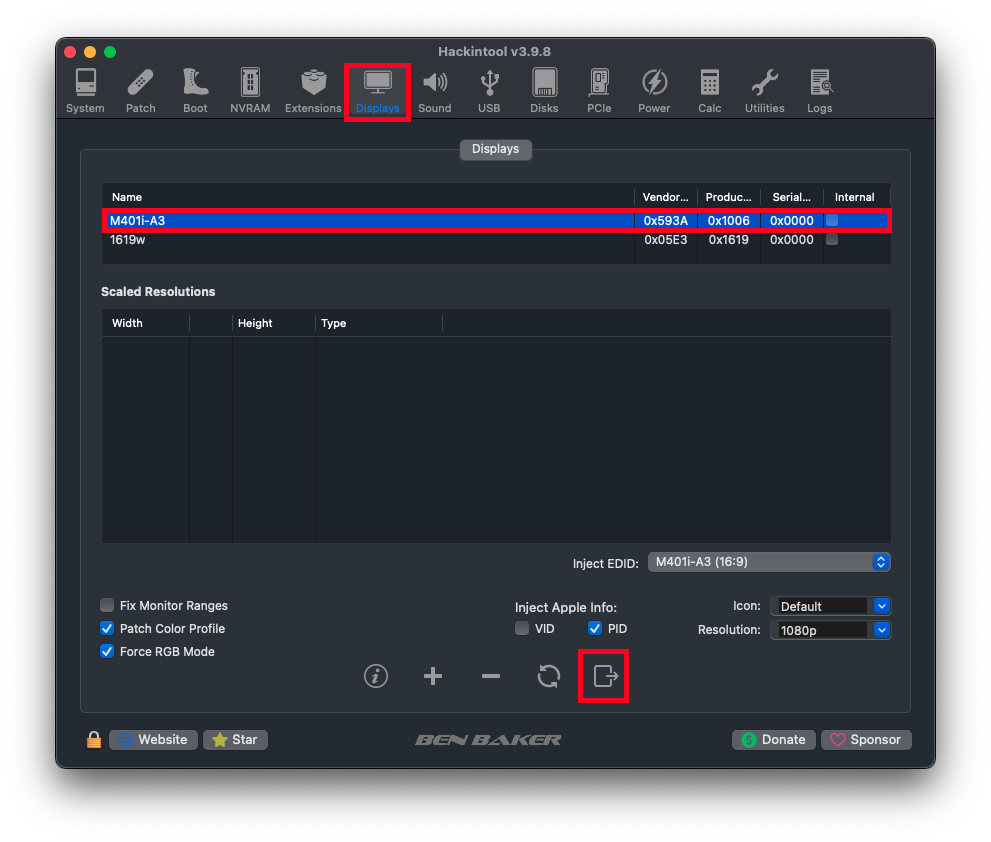 Hackintool v3.9.8
System Patch Boot NVRAM Extensions Displays Sound USB Disks PCIe Power Calc Utilities Logs
Displays
Name Vendor... Produc... Serial... Internal
M401i-A3 0x593A 0x1006 0x0000
1619w 0x05E3 0x1619 0x0000
Scaled Resolutions
Width Height Type
Inject EDID: M401i-A3 (16:9)
Fix Monitor Ranges Inject Apple Info: Icon: Default
Patch Color Profile VID PID Resolution: 1080p
Force RGB Mode
Website Star BEN BAKER Donate Sponsor